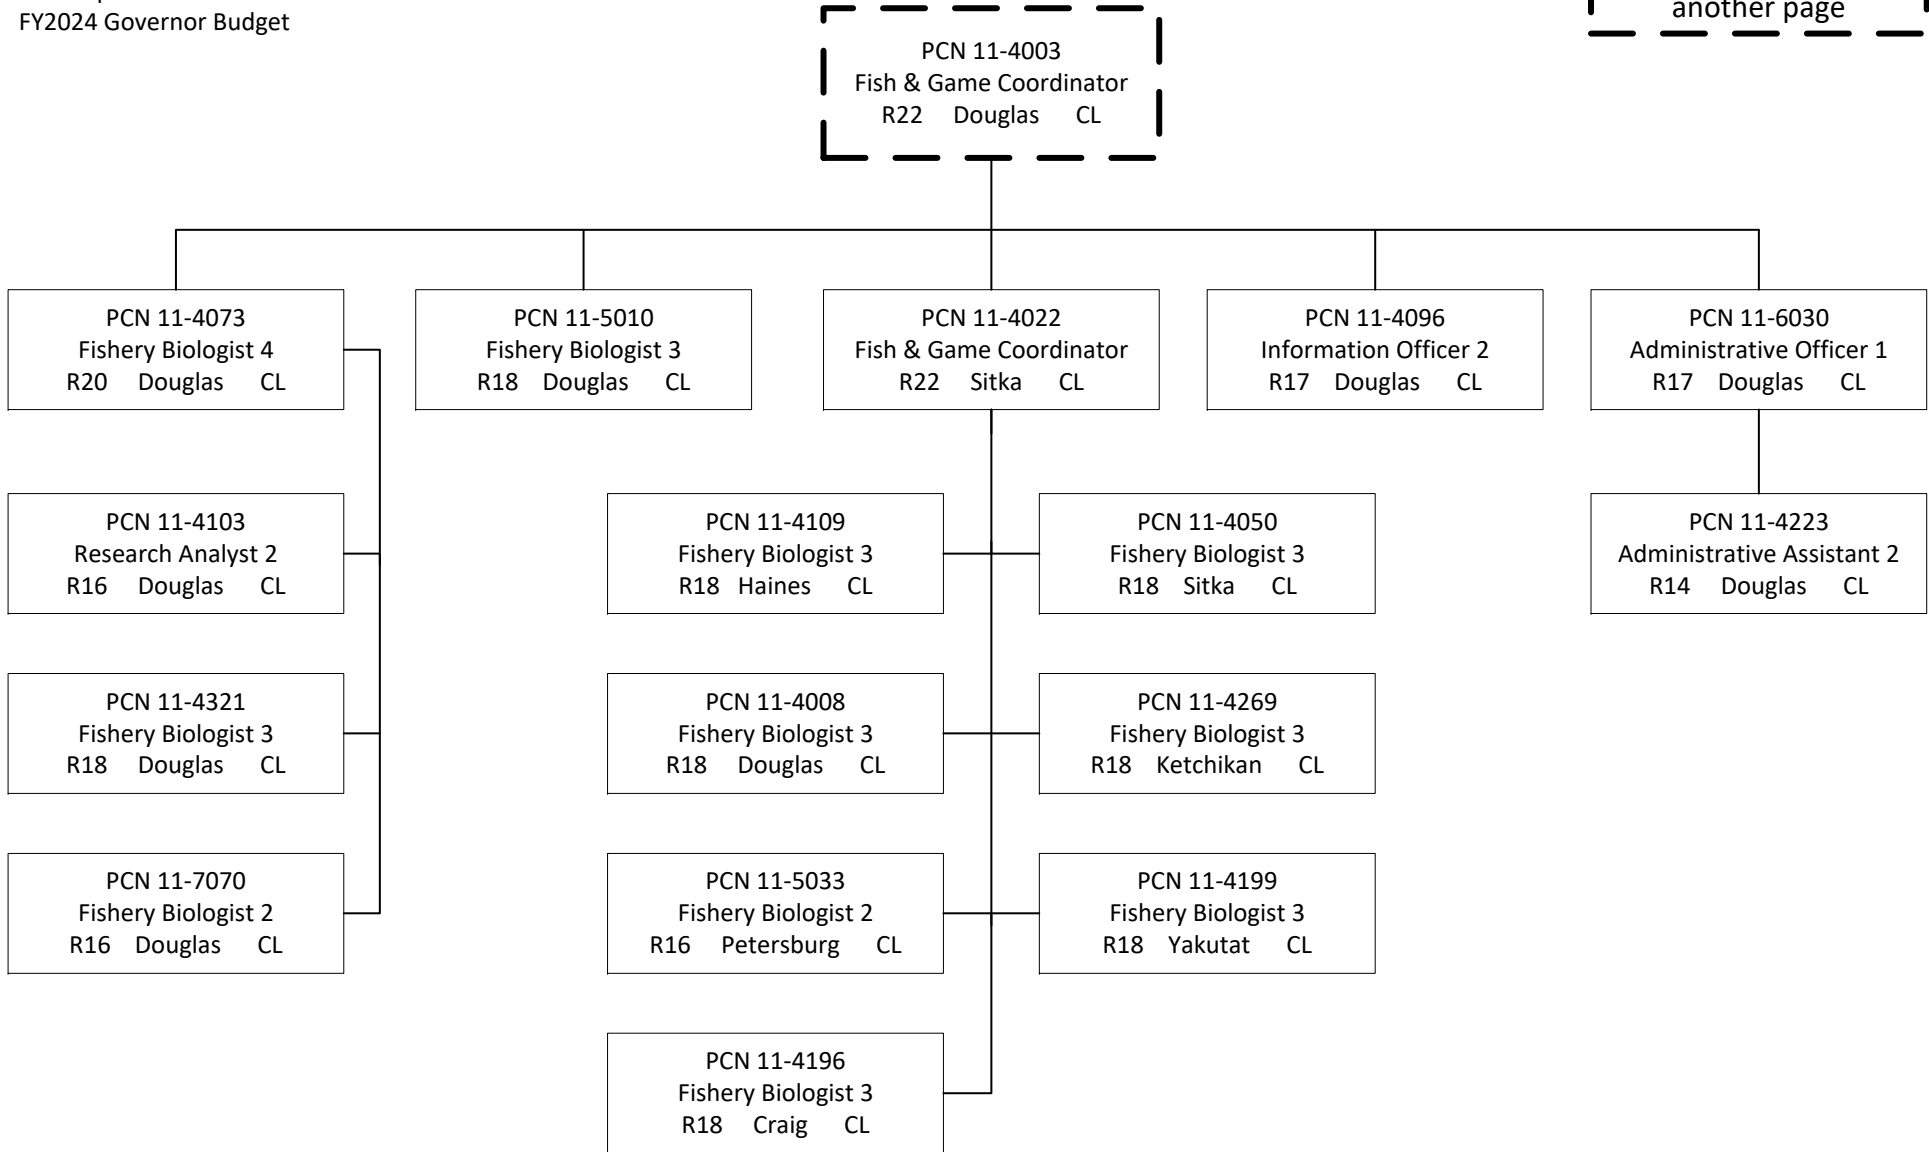 FY2024 Governor Budget
another page
PCN 11-4003
Fish & Game Coordinator
R22 Douglas CL
PCN 11-4073
Fishery Biologist 4
R20 Douglas CL
PCN 11-5010
Fishery Biologist 3
R18 Douglas CL
PCN 11-4022
Fish & Game Coordinator
R22 Sitka CL
PCN 11-4096
Information Officer 2
R17 Douglas CL
PCN 11-6030
Administrative Officer 1
R17 Douglas CL
PCN 11-4103
Research Analyst 2
R16 Douglas CL
PCN 11-4109
Fishery Biologist 3
R18 Haines CL
PCN 11-4050
Fishery Biologist 3
R18 Sitka CL
PCN 11-4223
Administrative Assistant 2
R14 Douglas CL
PCN 11-4321
Fishery Biologist 3
R18 Douglas CL
PCN 11-4008
Fishery Biologist 3
R18 Douglas CL
PCN 11-4269
Fishery Biologist 3
R18 Ketchikan CL
PCN 11-7070
Fishery Biologist 2
R16 Douglas CL
PCN 11-5033
Fishery Biologist 2
R16 Petersburg CL
PCN 11-4199
Fishery Biologist 3
R18 Yakutat CL
PCN 11-4196
Fishery Biologist 3
R18 Craig CL